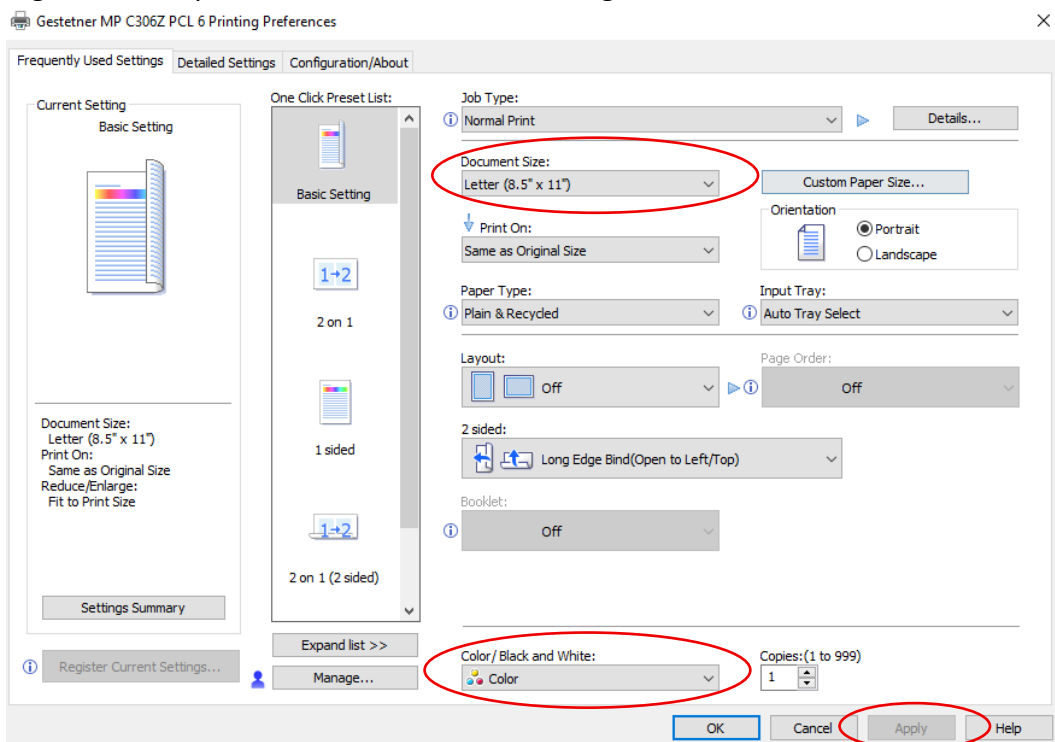 Gestetner MP C306Z PCL 6 Printing Preferences
Frequently Used Settings
Detailed Settings
Configuration/About
Current Setting
Basic Setting
Document Size:
Letter (8.5" x 11")
Print On:
Same as Original Size
Reduce/Enlarge:
Fit to Print Size
Settings Summary
Register Current Settings...
One Click Preset List:
Basic Setting
1→2
2 on 1
1 sided
1→2
2 on 1 (2 sided)
Expand list >>
Manage...
Job Type:
Normal Print
Details...
Document Size:
Letter (8.5" x 11")
Custom Paper Size...
Print On:
Same as Original Size
Orientation
Portrait
Landscape
Paper Type:
Plain & Recycled
Input Tray:
Auto Tray Select
Layout:
Off
Page Order:
Off
2 sided:
Long Edge Bind(Open to Left/Top)
Booklet:
Off
Color/ Black and White:
Color
Copies:(1 to 999)
1
OK
Cancel
Apply
Help